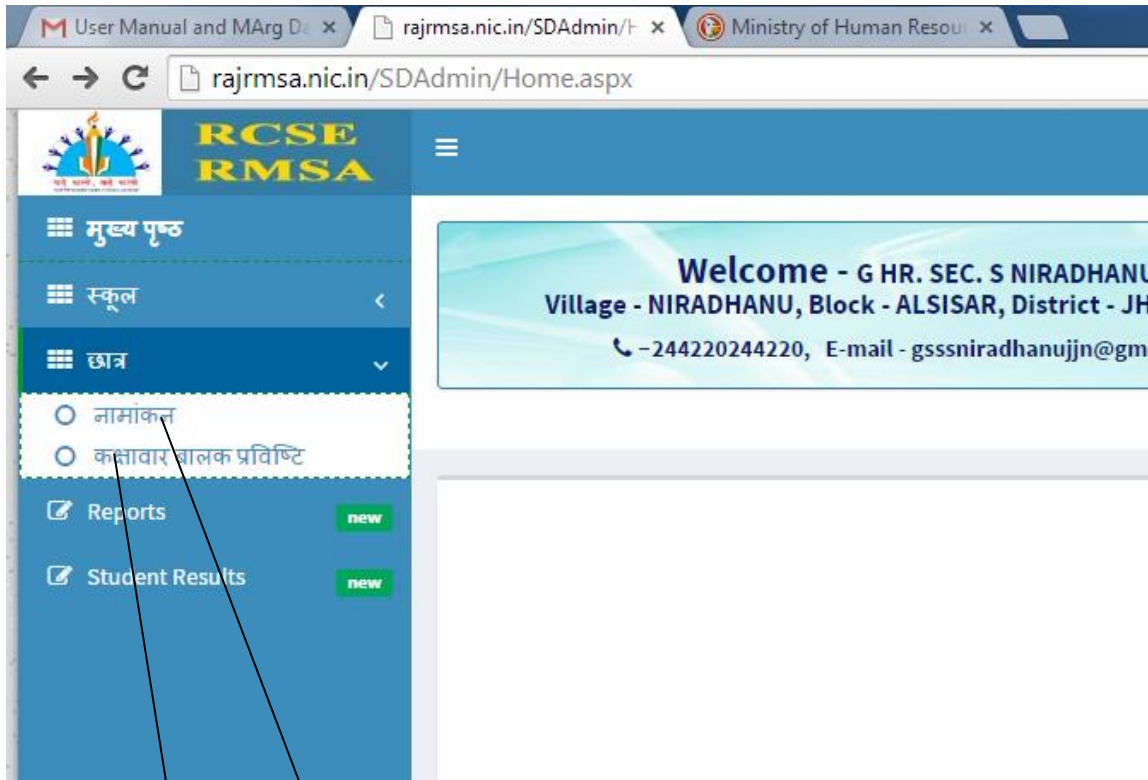 User Manual and MArg Da
rajrmsa.nic.in/SDAdmin/H
Ministry of Human Resou
rajrmsa.nic.in/SDAdmin/Home.aspx
RCSE
RMSA
मुख्य पृष्ठ
स्कूल
छात्र
नामांकन
कक्षावार बालक प्रविष्टि
Reports new
Student Results new
Welcome - G HR. SEC. S NIRADHANU
Village - NIRADHANU, Block - ALSISAR, District - JH
-244220244220, E-mail - gsssniradhanujjn@gm